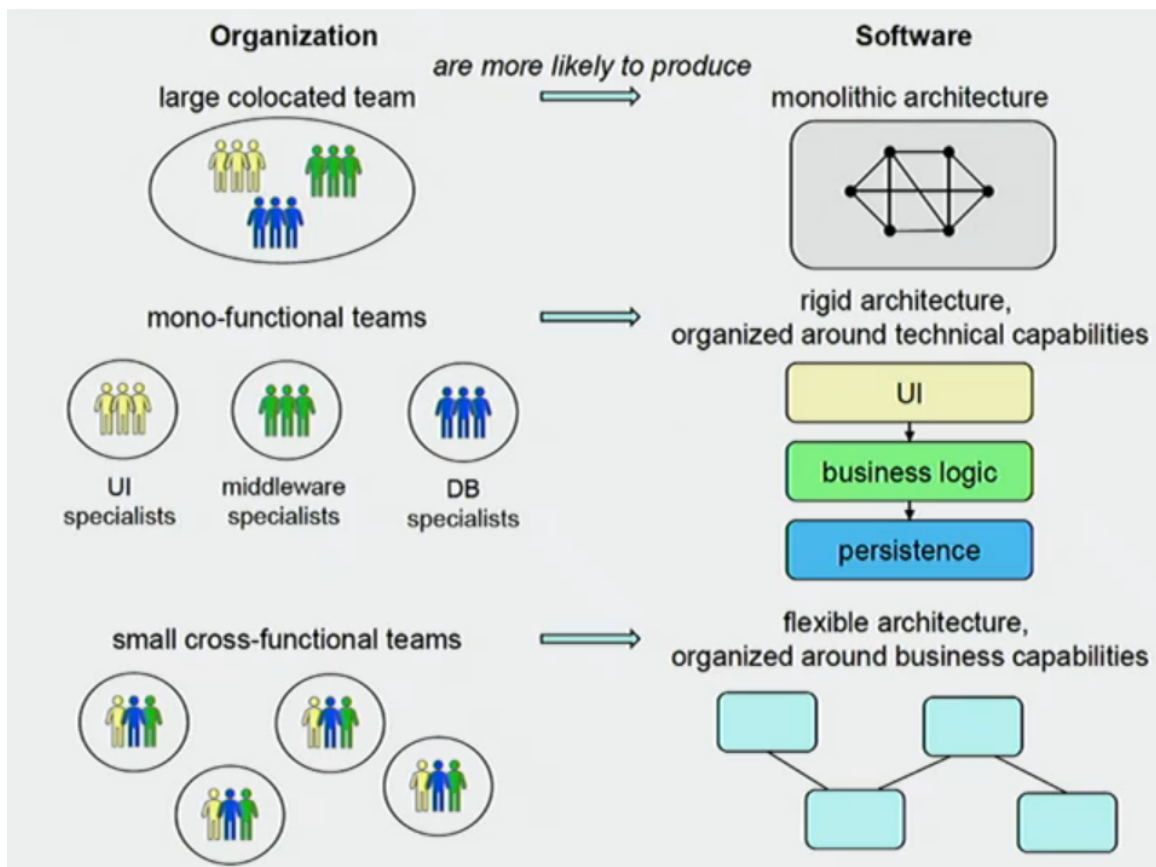 Organization
Software
are more likely to produce
large colocated team
monolithic architecture
mono-functional teams
rigid architecture,
organized around technical capabilities
UI
specialists
middleware
specialists
DB
specialists
UI
business logic
persistence
small cross-functional teams
flexible architecture,
organized around business capabilities